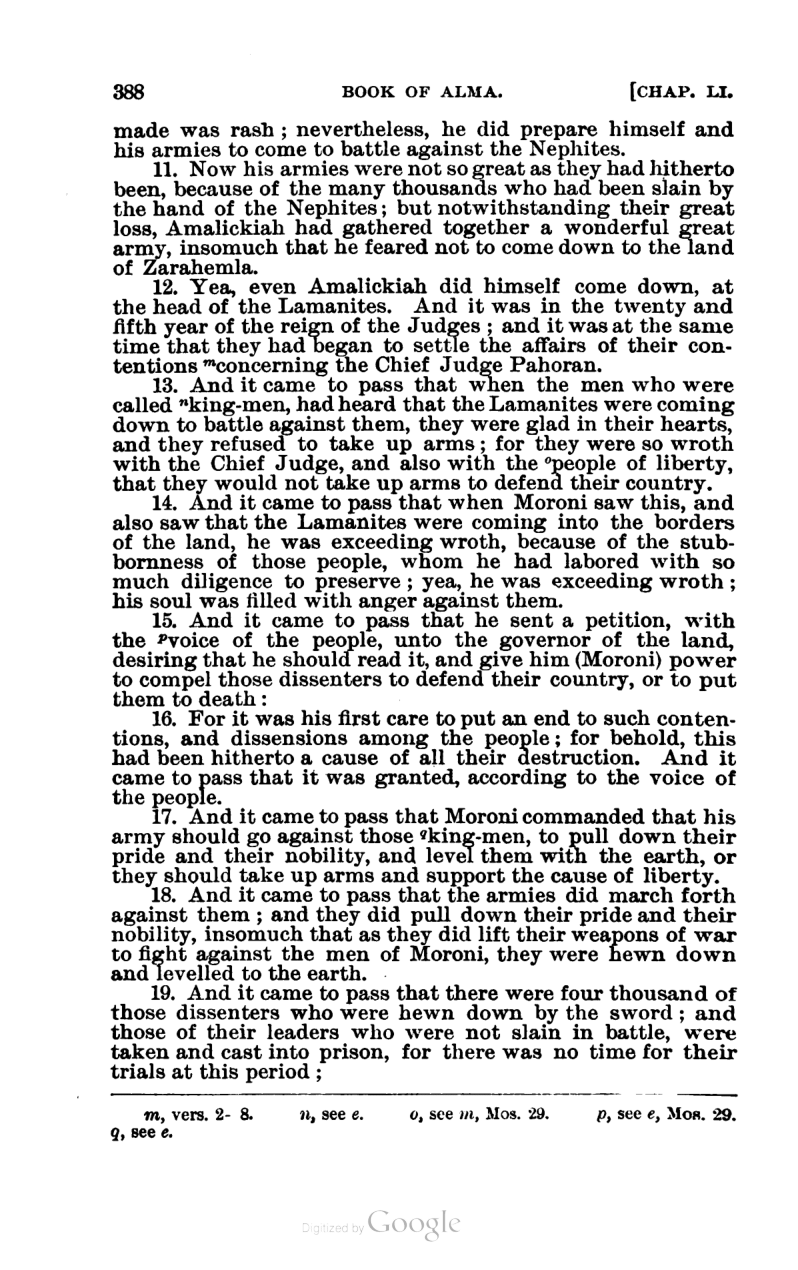 388 BOOK OF ALMA. [CHAP. LI.
made was rash ; nevertheless, he did prepare himself and
his armies to come to battle against the Nephites.
11. Now his armies were not so great as they had hitherto
been, because of the many thousands who had been slain by
the hand of the Nephites; but notwithstanding their great
loss, Amalickiah had gathered together a wonderful great
army, insomuch that he feared not to come down to the land
of Zarahemla.
12. Yea, even Amalickiah did himself come down, at
the head of the Lamanites. And it was in the twenty and
fifth year of the reign of the Judges ; and it was at the same
time that they had began to settle the affairs of their con-
tentions ᵐconcerning the Chief Judge Pahoran.
13. And it came to pass that when the men who were
called ⁿking-men, had heard that the Lamanites were coming
down to battle against them, they were glad in their hearts,
and they refused to take up arms ; for they were so wroth
with the Chief Judge, and also with the ᵒpeople of liberty,
that they would not take up arms to defend their country.
14. And it came to pass that when Moroni saw this, and
also saw that the Lamanites were coming into the borders
of the land, he was exceeding wroth, because of the stub-
bornness of those people, whom he had labored with so
much diligence to preserve ; yea, he was exceeding wroth ;
his soul was filled with anger against them.
15. And it came to pass that he sent a petition, with
the ᵖvoice of the people, unto the governor of the land,
desiring that he should read it, and give him (Moroni) power
to compel those dissenters to defend their country, or to put
them to death :
16. For it was his first care to put an end to such conten-
tions, and dissensions among the people ; for behold, this
had been hitherto a cause of all their destruction. And it
came to pass that it was granted, according to the voice of
the people.
17. And it came to pass that Moroni commanded that his
army should go against those qking-men, to pull down their
pride and their nobility, and level them with the earth, or
they should take up arms and support the cause of liberty.
18. And it came to pass that the armies did march forth
against them ; and they did pull down their pride and their
nobility, insomuch that as they did lift their weapons of war
to fight against the men of Moroni, they were hewn down
and levelled to the earth.
19. And it came to pass that there were four thousand of
those dissenters who were hewn down by the sword ; and
those of their leaders who were not slain in battle, were
taken and cast into prison, for there was no time for their
trials at this period ;
m, vers. 2- 8. n, see e. o, see m, Mos. 29. p, see e, Mos. 29.
q, see e.
Digitized by Google